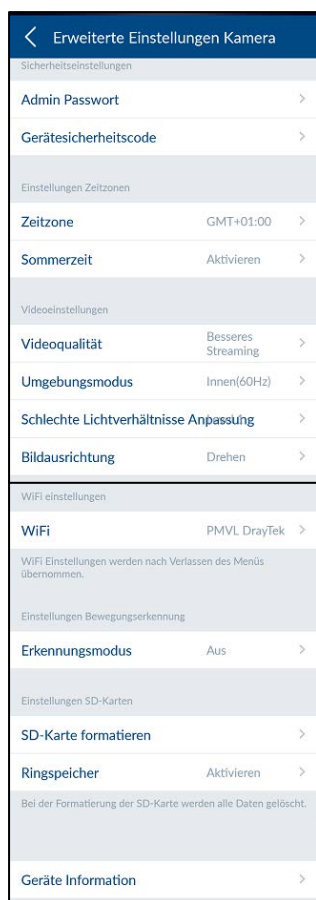 Erweiterte Einstellungen Kamera
Sicherheitseinstellungen
Admin Passwort
Gerätesicherheitscode
Einstellungen Zeitzonen
Zeitzone GMT+01:00
Sommerzeit Aktivieren
Videoeinstellungen
Videoqualität Besseres Streaming
Umgebungsmodus Innen(60Hz)
Schlechte Lichtverhältnisse Anpassung
Bildausrichtung Drehen
WiFi einstellungen
WiFi PMVL DrayTek
WiFi Einstellungen werden nach Verlassen des Menüs
übernommen.
Einstellungen Bewegungserkennung
Erkennungsmodus Aus
Einstellungen SD-Karten
SD-Karte formatieren
Ringspeicher Aktivieren
Bei der Formatierung der SD-Karte werden alle Daten gelöscht.
Geräte Information